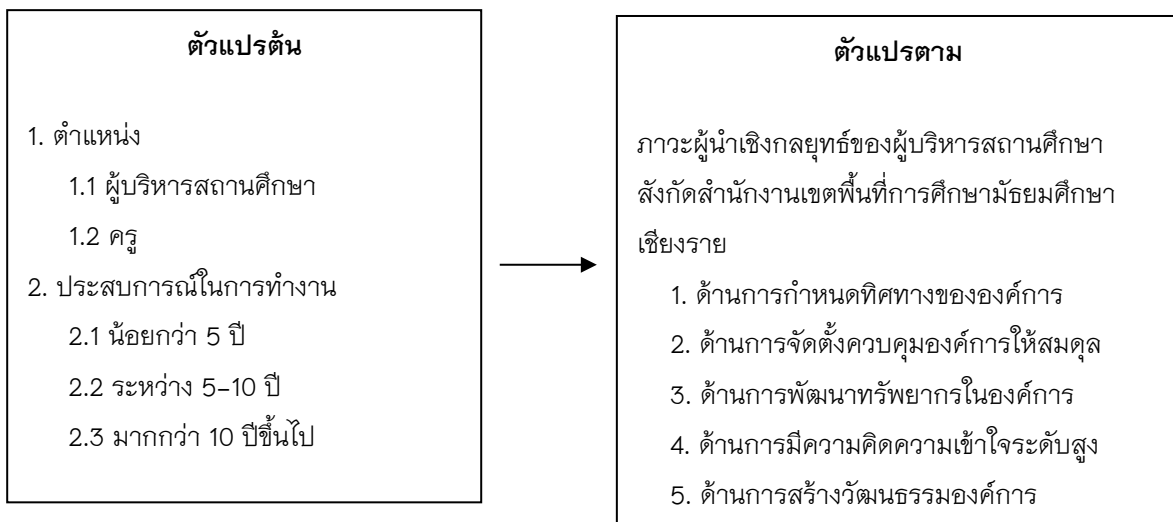 ตัวแปรต้น
1. ตำแหน่ง
1.1 ผู้บริหารสถานศึกษา
1.2 ครู
2. ประสบการณ์ในการทำงาน
2.1 น้อยกว่า 5 ปี
2.2 ระหว่าง 5–10 ปี
2.3 มากกว่า 10 ปีขึ้นไป
ตัวแปรตาม
ภาวะผู้นำเชิงกลยุทธ์ของผู้บริหารสถานศึกษา
สังกัดสำนักงานเขตพื้นที่การศึกษามัธยมศึกษา
เชียงราย
1. ด้านการกำหนดทิศทางขององค์การ
2. ด้านการจัดตั้งควบคุมองค์การให้สมดุล
3. ด้านการพัฒนาทรัพยากรในองค์การ
4. ด้านการมีความคิดความเข้าใจระดับสูง
5. ด้านการสร้างวัฒนธรรมองค์การ